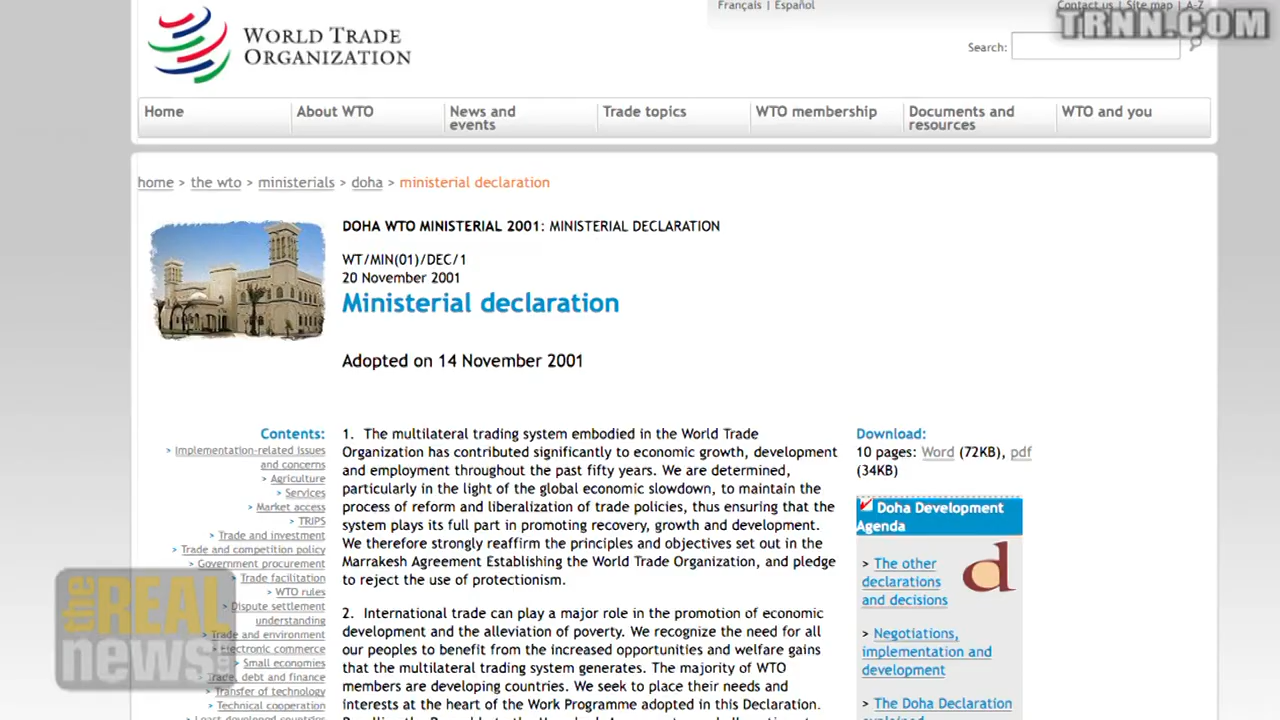 Français | Español
Contact us | Site map | A-Z
TRNN.COM
WORLD TRADE
ORGANIZATION
Search:
Home
About WTO
News and
events
Trade topics
WTO membership
Documents and
resources
WTO and you
home > the wto > ministerials > doha > ministerial declaration
DOHA WTO MINISTERIAL 2001: MINISTERIAL DECLARATION
WT/MIN(01)/DEC/1
20 November 2001
Ministerial declaration
Adopted on 14 November 2001
Contents:
> Implementation-related issues
and concerns
> Agriculture
> Services
> Market access
> TRIPS
> Trade and investment
> Trade and competition policy
> Government procurement
> Trade facilitation
> WTO rules
> Dispute settlement
understanding
> Trade and environment
> Electronic commerce
> Small economies
> Trade, debt and finance
> Transfer of technology
> Technical cooperation
> Least-developed countries
1. The multilateral trading system embodied in the World Trade
Organization has contributed significantly to economic growth, development
and employment throughout the past fifty years. We are determined,
particularly in the light of the global economic slowdown, to maintain the
process of reform and liberalization of trade policies, thus ensuring that the
system plays its full part in promoting recovery, growth and development.
We therefore strongly reaffirm the principles and objectives set out in the
Marrakesh Agreement Establishing the World Trade Organization, and pledge
to reject the use of protectionism.
2. International trade can play a major role in the promotion of economic
development and the alleviation of poverty. We recognize the need for all
our peoples to benefit from the increased opportunities and welfare gains
that the multilateral trading system generates. The majority of WTO
members are developing countries. We seek to place their needs and
interests at the heart of the Work Programme adopted in this Declaration.
Download:
10 pages: Word (72KB), pdf
(34KB)
Doha Development
Agenda
d
> The other
declarations
and decisions
> Negotiations,
implementation and
development
> The Doha Declaration
explained
the REAL
news